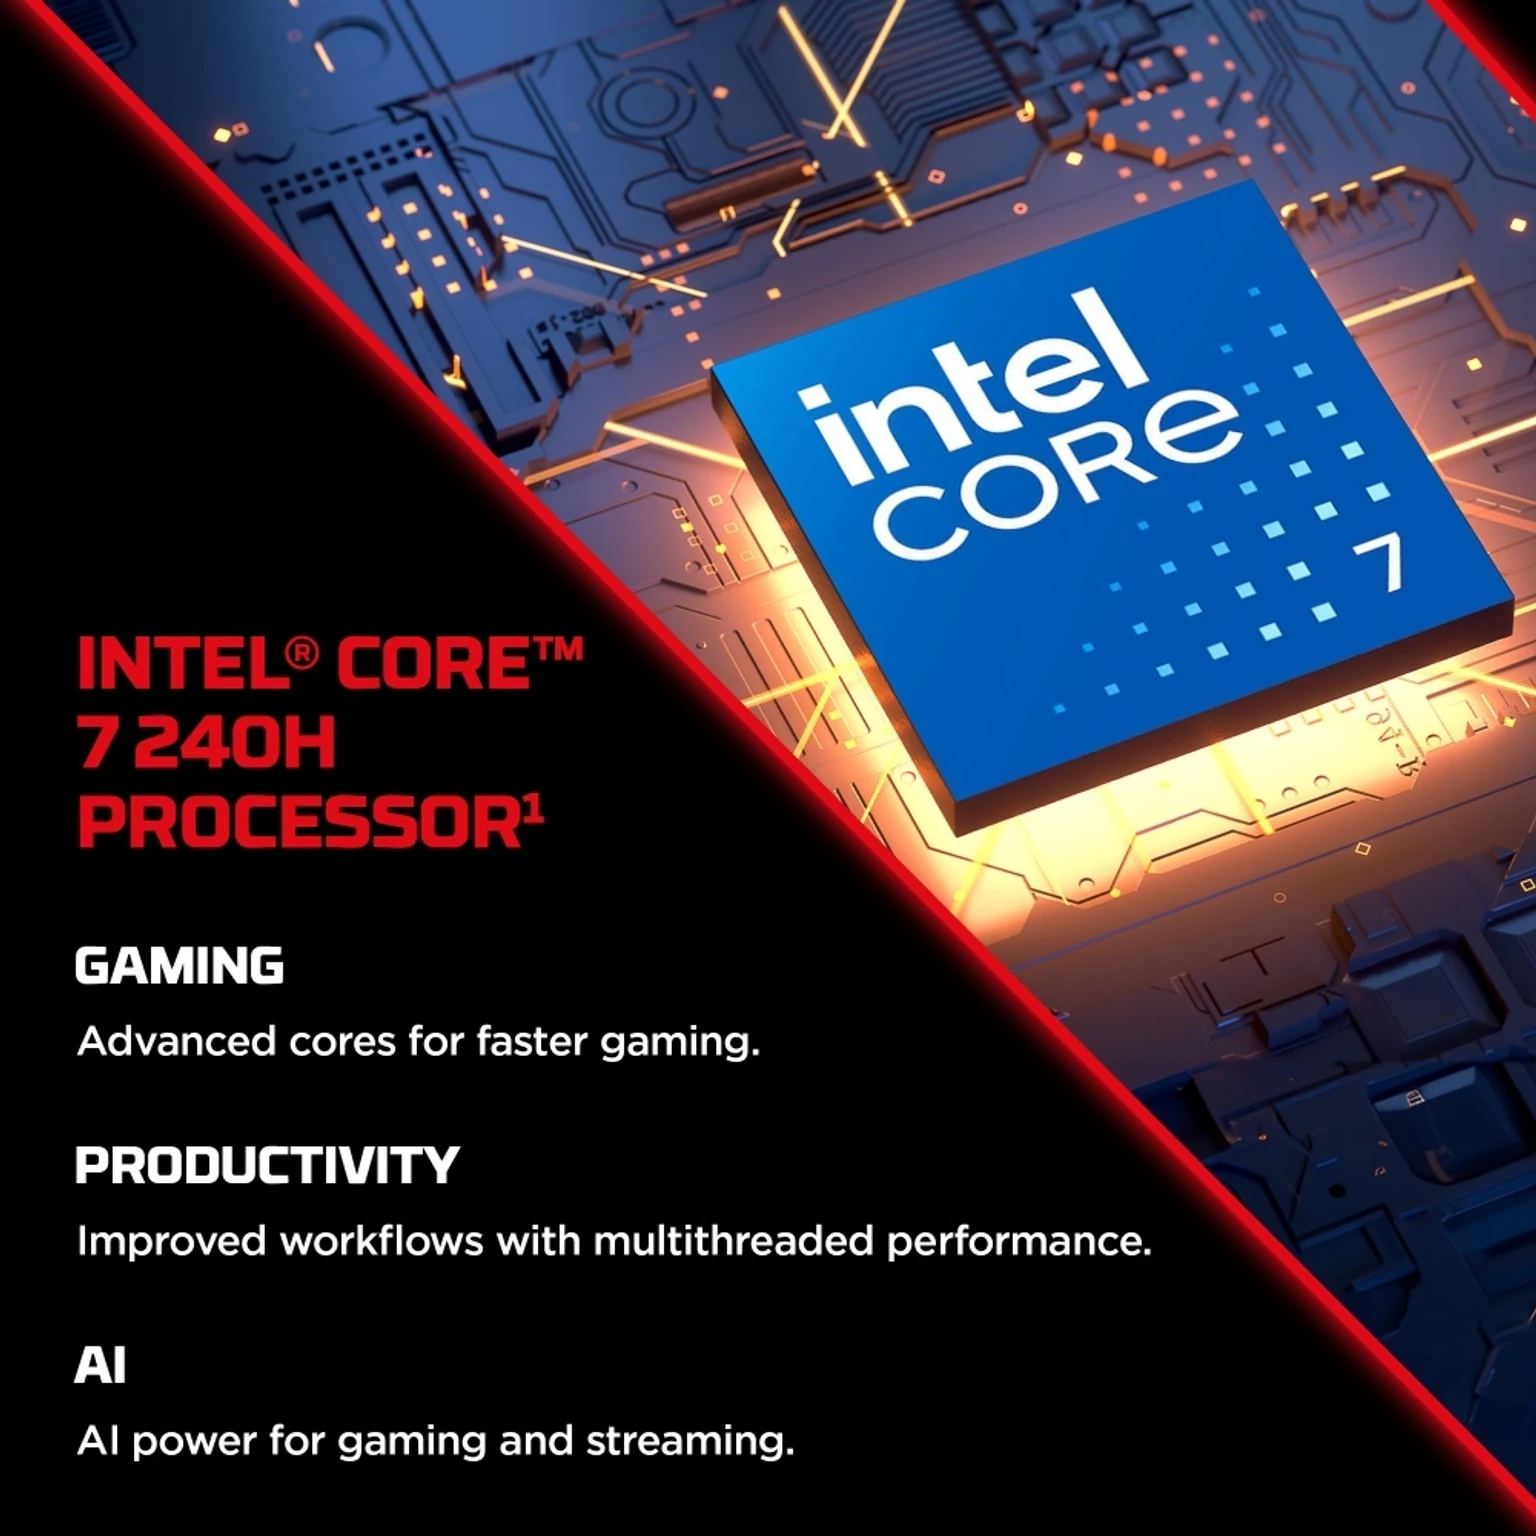 intel
CORe
7
INTEL® CORE™
7 240H
PROCESSOR¹
GAMING
Advanced cores for faster gaming.
PRODUCTIVITY
Improved workflows with multithreaded performance.
AI
AI power for gaming and streaming.